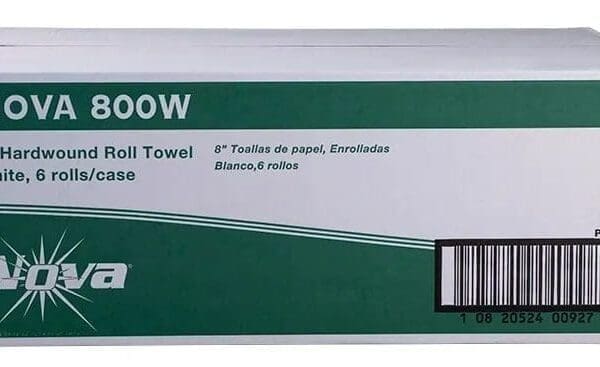 OVA 800W
Hardwound Roll Towel
ite, 6 rolls/case
8" Toallas de papel, Enrolladas
Blanco,6 rollos
P
Nova
1 08 20524 00927